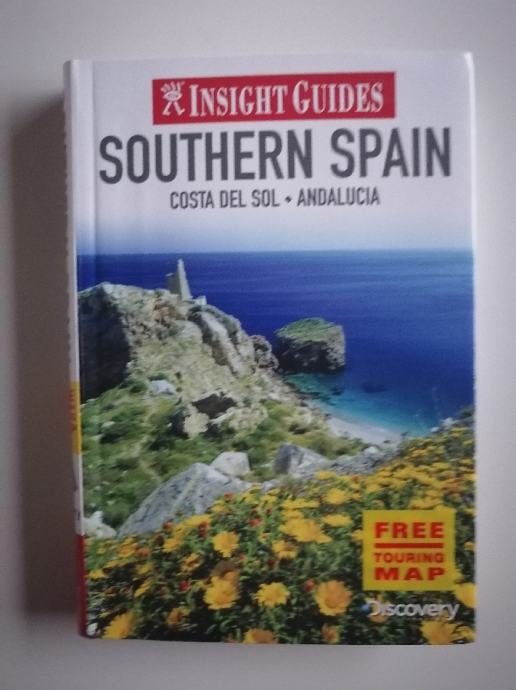 INSIGHT GUIDES
SOUTHERN SPAIN
COSTA DEL SOL • ANDALUCIA
FREE
TOURING
MAP
Discovery